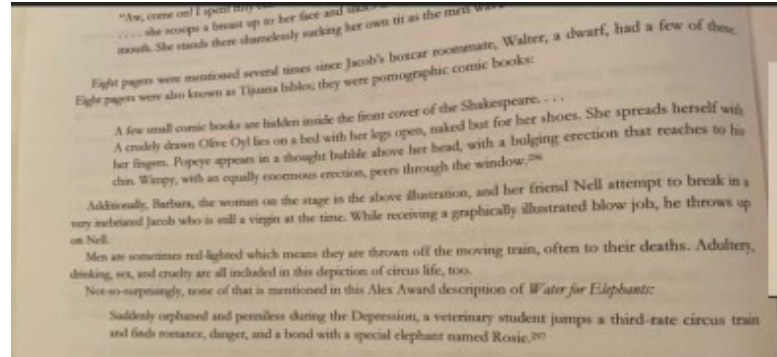 "Aw, come on! I spent fifty
. . . . she scoops a breast up to her face and
mouth. She stands there shamelessly sucking her own tit as the men
Eight pagers were mentioned several times since Jacob's boxcar roommate, Walter, a dwarf, had a few of these.
Eight pagers were also known as Tijuana bibles; they were pornographic comic books:
A few small comic books are hidden inside the front cover of the Shakespeare. . . .
A crudely drawn Olive Oyl lies on a bed with her legs open, naked but for her shoes. She spreads herself with
her fingers. Popeye appears in a thought bubble above her head, with a bulging erection that reaches to his
chin. Wimpy, with an equally enormous erection, peers through the window.²⁹⁶
Additionally, Barbara, the woman on the stage in the above illustration, and her friend Nell attempt to break in a
very inebriated Jacob who is still a virgin at the time. While receiving a graphically illustrated blow job, he throws up
on Nell.
Men are sometimes red-lighted which means they are thrown off the moving train, often to their deaths. Adultery,
drinking, sex, and cruelty are all included in this depiction of circus life, too.
Not-so-surprisingly, none of that is mentioned in this Alex Award description of Water for Elephants:
Suddenly orphaned and penniless during the Depression, a veterinary student jumps a third-rate circus train
and finds romance, danger, and a bond with a special elephant named Rosie.²⁹⁷